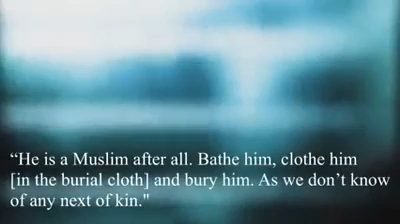 “He is a Muslim after all. Bathe him, clothe him
[in the burial cloth] and bury him. As we don’t know
of any next of kin."